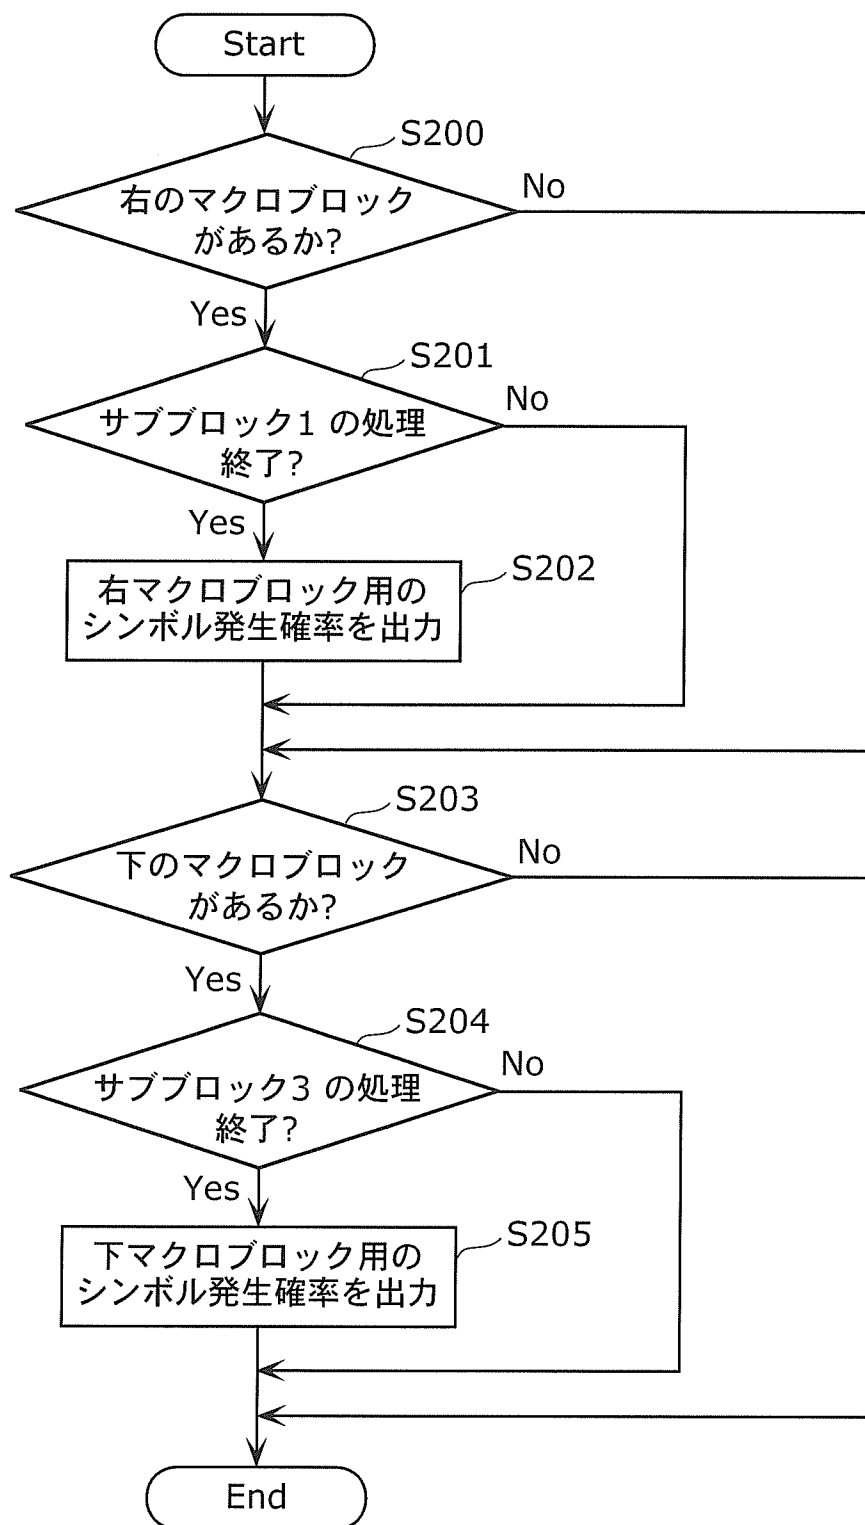 Start
S200
右のマクロブロック
があるか?
No
Yes
S201
サブブロック1 の処理
終了?
No
Yes
S202
右マクロブロック用の
シンボル発生確率を出力
S203
下のマクロブロック
があるか?
No
Yes
S204
サブブロック3 の処理
終了?
No
Yes
S205
下マクロブロック用の
シンボル発生確率を出力
End